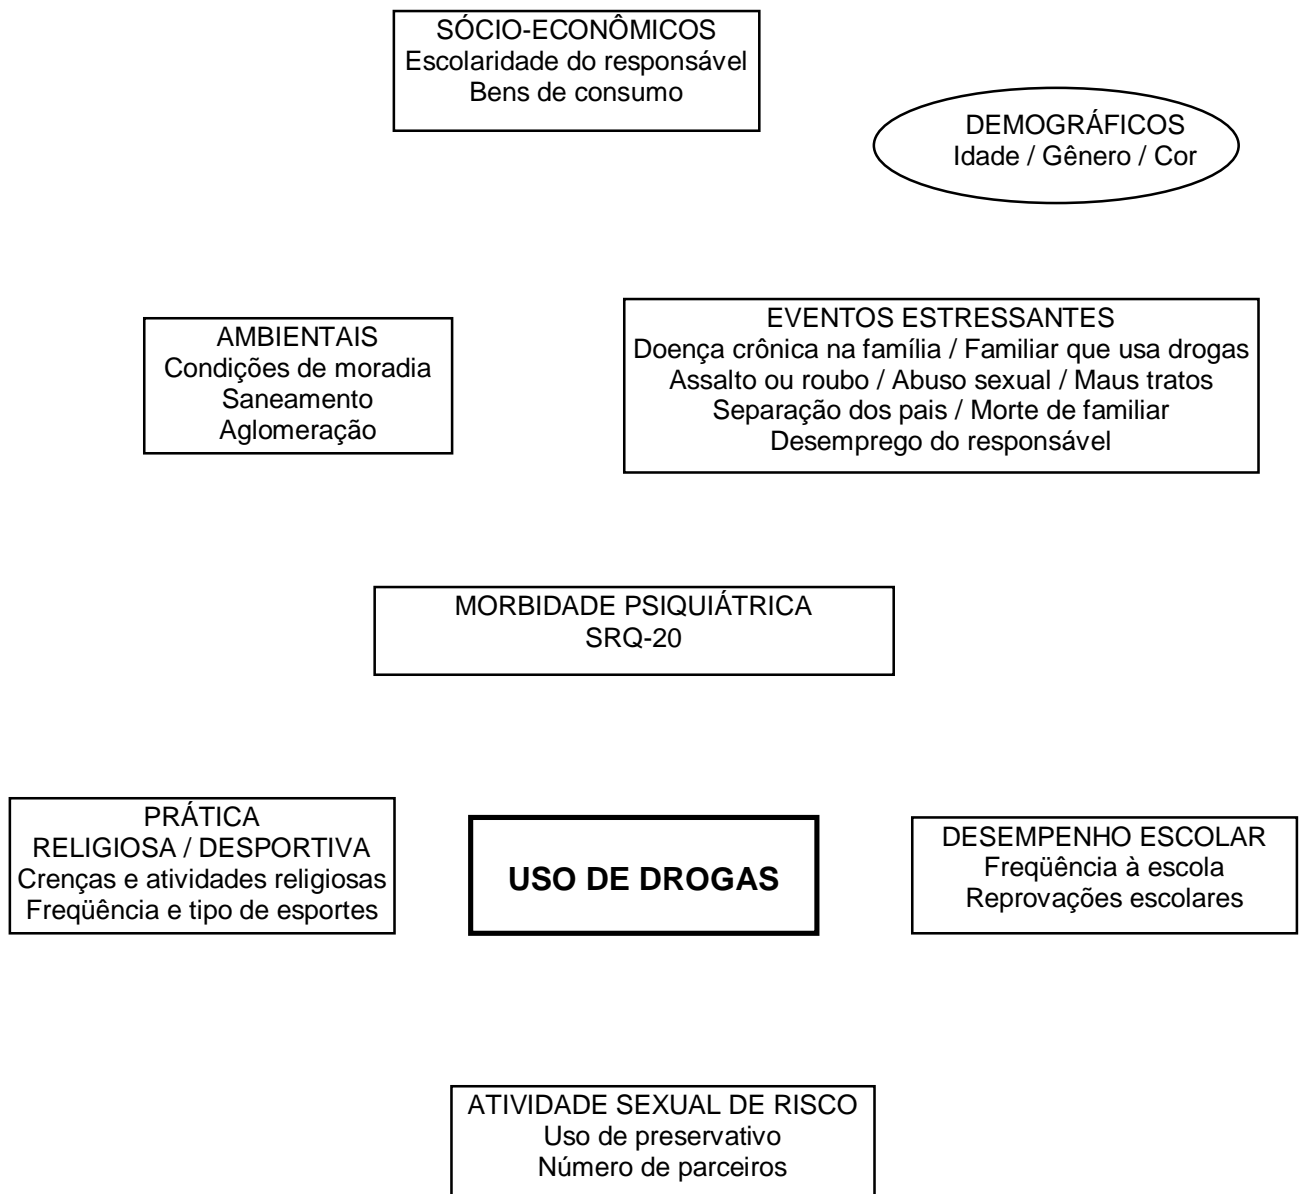 SÓCIO-ECONÔMICOS
Escolaridade do responsável
Bens de consumo
DEMOGRÁFICOS
Idade / Gênero / Cor
AMBIENTAIS
Condições de moradia
Saneamento
Aglomeração
EVENTOS ESTRESSANTES
Doença crônica na família / Familiar que usa drogas
Assalto ou roubo / Abuso sexual / Maus tratos
Separação dos pais / Morte de familiar
Desemprego do responsável
MORBIDADE PSIQUIÁTRICA
SRQ-20
PRÁTICA
RELIGIOSA / DESPORTIVA
Crenças e atividades religiosas
Freqüência e tipo de esportes
USO DE DROGAS
DESEMPENHO ESCOLAR
Freqüência à escola
Reprovações escolares
ATIVIDADE SEXUAL DE RISCO
Uso de preservativo
Número de parceiros